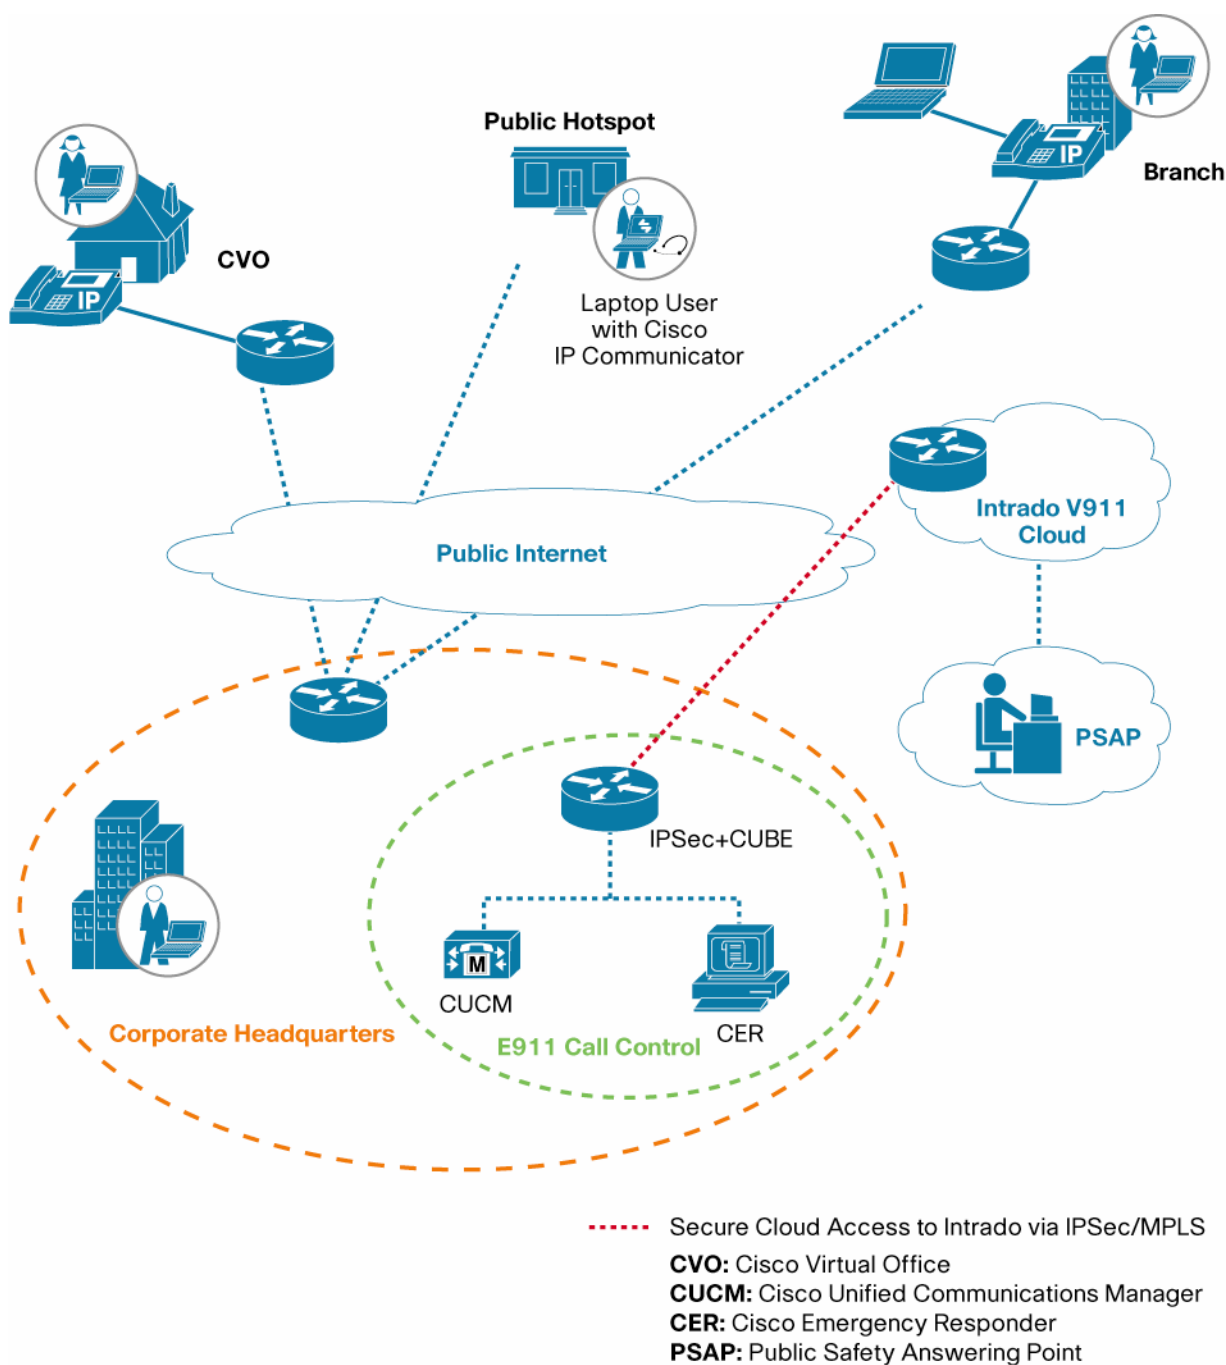 Public Hotspot
IP
Branch
CVO
IP
Laptop User
with Cisco
IP Communicator
Intrado V911
Cloud
Public Internet
PSAP
IPSec+CUBE
M
CUCM
CER
Corporate Headquarters
E911 Call Control
Secure Cloud Access to Intrado via IPSec/MPLS
CVO: Cisco Virtual Office
CUCM: Cisco Unified Communications Manager
CER: Cisco Emergency Responder
PSAP: Public Safety Answering Point